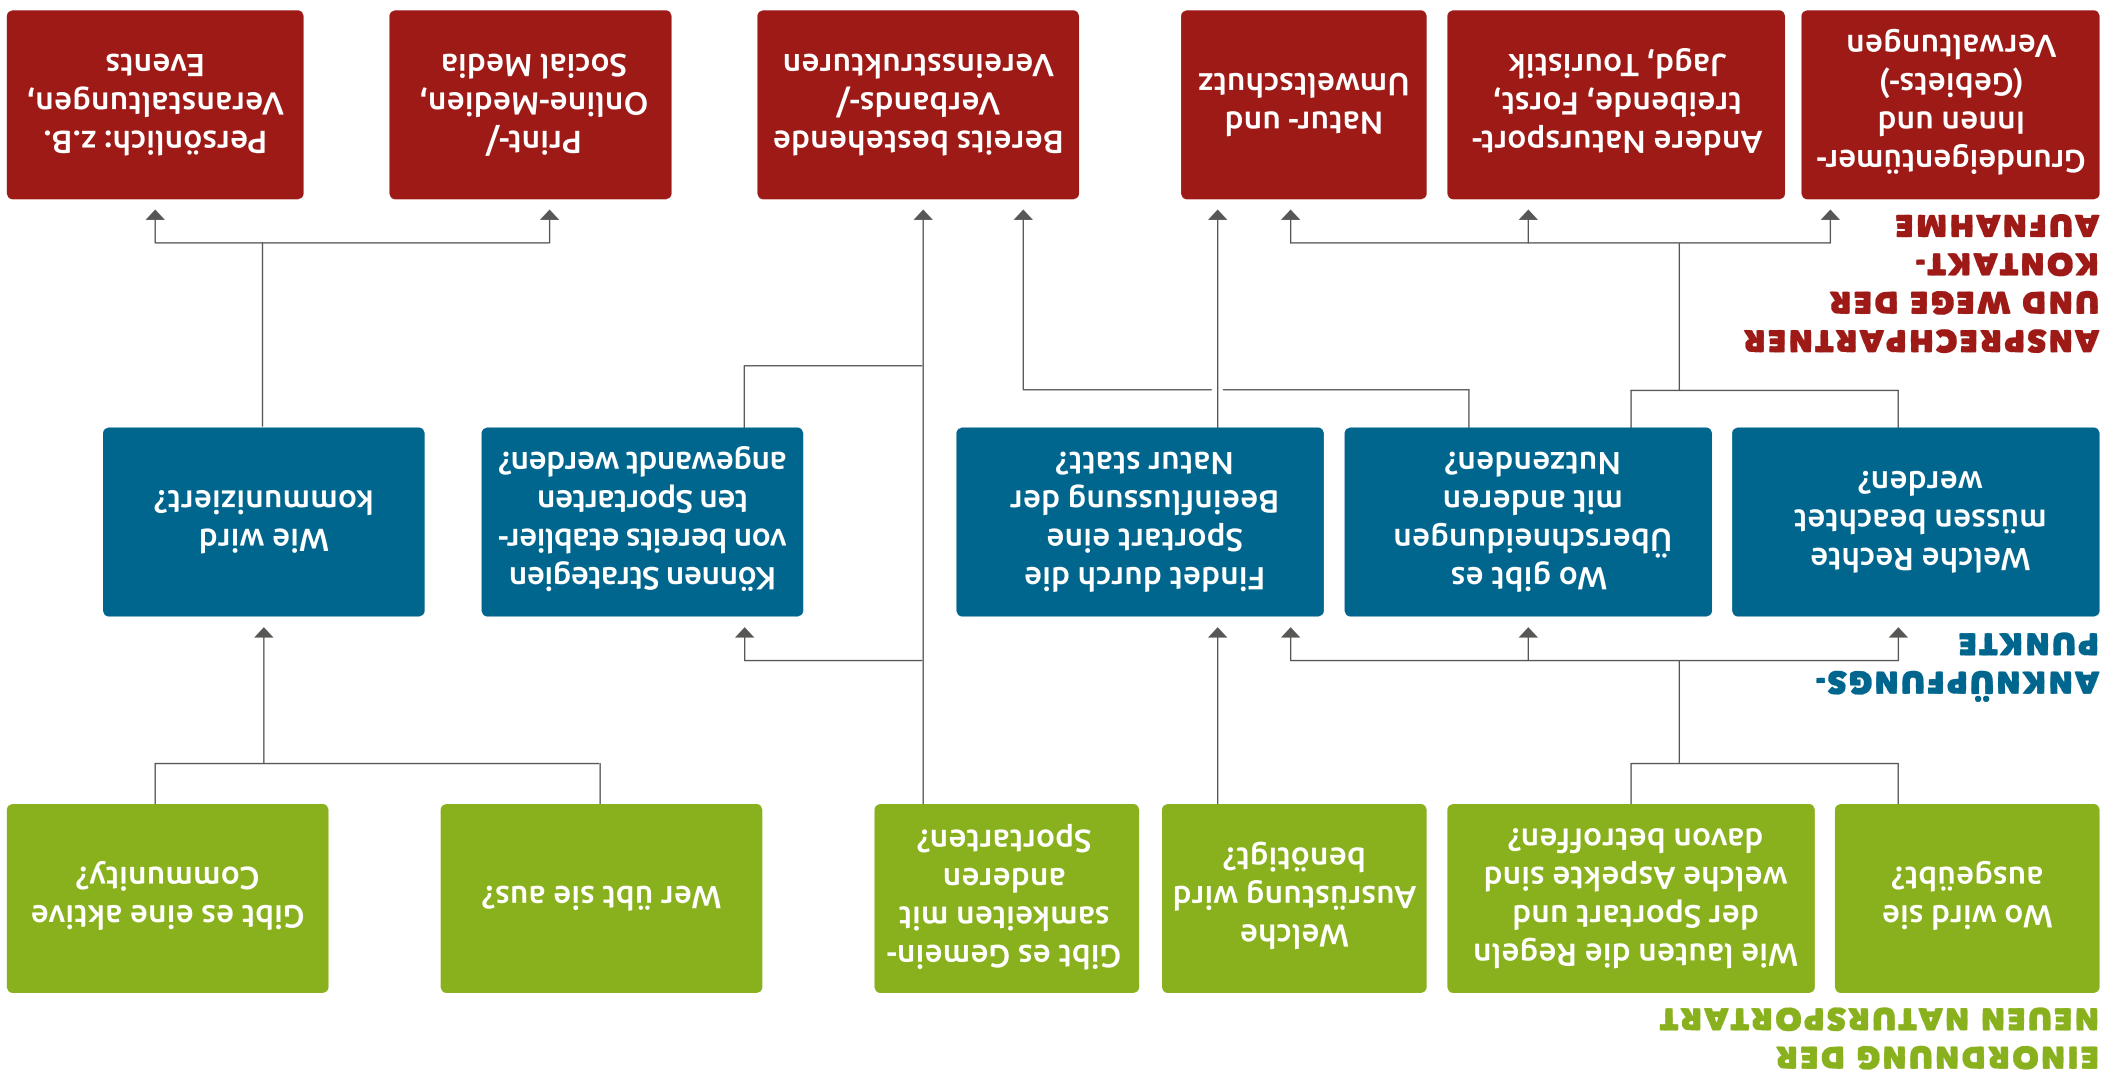 EINORDNUNG DER
NEUEN NATURSPORTART
Wo wird sie
ausgeübt?
Wie lauten die Regeln
der Sportart und
welche Aspekte sind
davon betroffen?
Welche
Ausrüstung wird
benötigt?
Gibt es Gemein-
samkeiten mit
anderen
Sportarten?
Wer übt sie aus?
Gibt es eine aktive
Community?
ANKNÜPFUNGS-
PUNKTE
Welche Rechte
müssen beachtet
werden?
Wo gibt es
Überschneidungen
mit anderen
Nutzenden?
Findet durch die
Sportart eine
Beeinflussung der
Natur statt?
Können Strategien
von bereits etablier-
ten Sportarten
angewandt werden?
Wie wird
kommuniziert?
ANSPRECHPARTNER
UND WEGE DER
KONTAKT-
AUFNAHME
Grundeigentümer-
Innen und
(Gebiets-)
Verwaltungen
Andere Natursport-
treibende, Forst,
Jagd, Touristik
Natur- und
Umweltschutz
Bereits bestehende
Verbands-/
Vereinsstrukturen
Print-/
Online-Medien,
Social Media
Persönlich: z.B.
Veranstaltungen,
Events